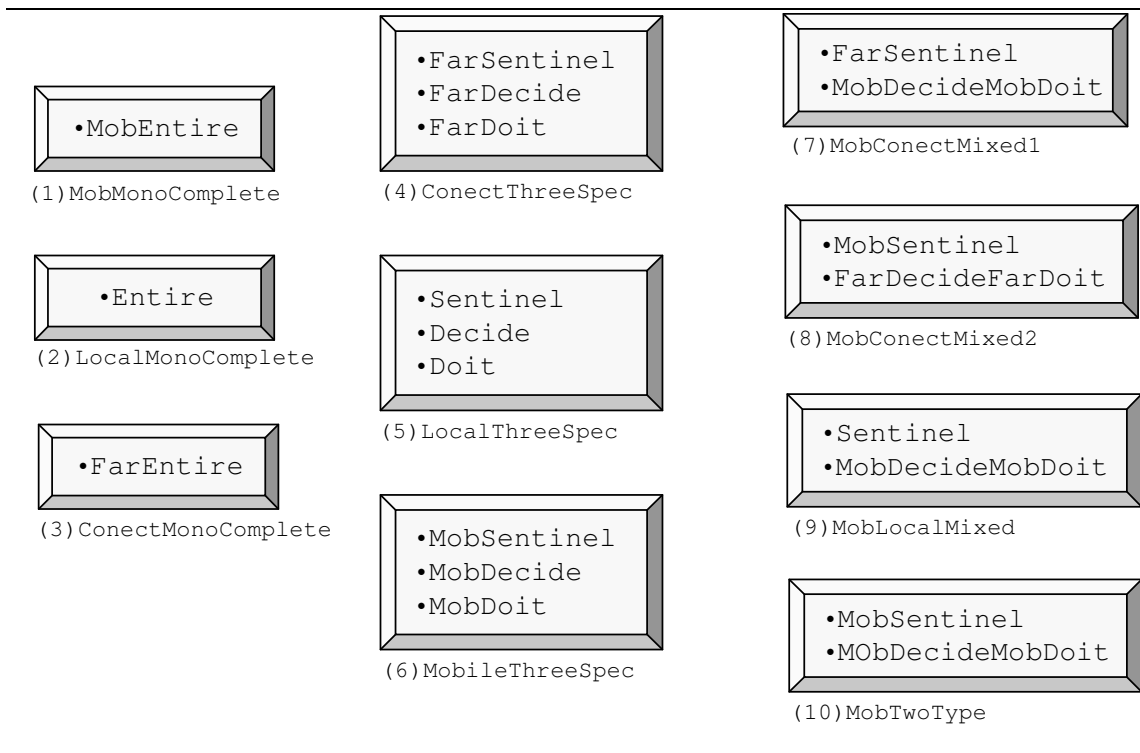 •MobEntire
(1)MobMonoComplete
•Entire
(2)LocalMonoComplete
•FarEntire
(3)ConectMonoComplete
•FarSentinel
•FarDecide
•FarDoit
(4)ConectThreeSpec
•Sentinel
•Decide
•Doit
(5)LocalThreeSpec
•MobSentinel
•MobDecide
•MobDoit
(6)MobileThreeSpec
•FarSentinel
•MobDecideMobDoit
(7)MobConectMixed1
•MobSentinel
•FarDecideFarDoit
(8)MobConectMixed2
•Sentinel
•MobDecideMobDoit
(9)MobLocalMixed
•MobSentinel
•MObDecideMobDoit
(10)MobTwoType